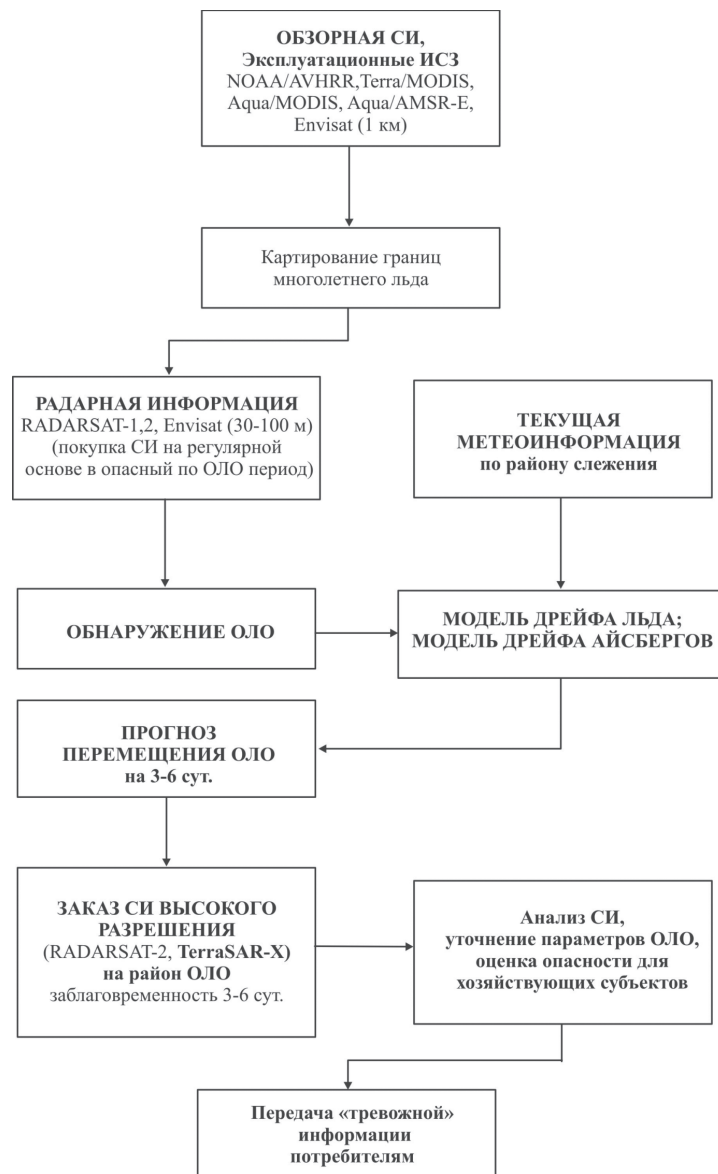 ОБЗОРНАЯ СИ,
Эксплуатационные ИСЗ
NOAA/AVHRR,Terra/MODIS,
Aqua/MODIS, Aqua/AMSR-E,
Envisat (1 км)
Картирование границ
многолетнего льда
РАДАРНАЯ ИНФОРМАЦИЯ
RADARSAT-1,2, Envisat (30-100 м)
(покупка СИ на регулярной
основе в опасный по ОЛО период)
ТЕКУЩАЯ
МЕТЕОИНФОРМАЦИЯ
по району слежения
ОБНАРУЖЕНИЕ ОЛО
МОДЕЛЬ ДРЕЙФА ЛЬДА;
МОДЕЛЬ ДРЕЙФА АЙСБЕРГОВ
ПРОГНОЗ
ПЕРЕМЕЩЕНИЯ ОЛО
на 3-6 сут.
ЗАКАЗ СИ ВЫСОКОГО
РАЗРЕШЕНИЯ
(RADARSAT-2, TerraSAR-X)
на район ОЛО
заблаговременность 3-6 сут.
Анализ СИ,
уточнение параметров ОЛО,
оценка опасности для
хозяйствующих субъектов
Передача «тревожной»
информации
потребителям